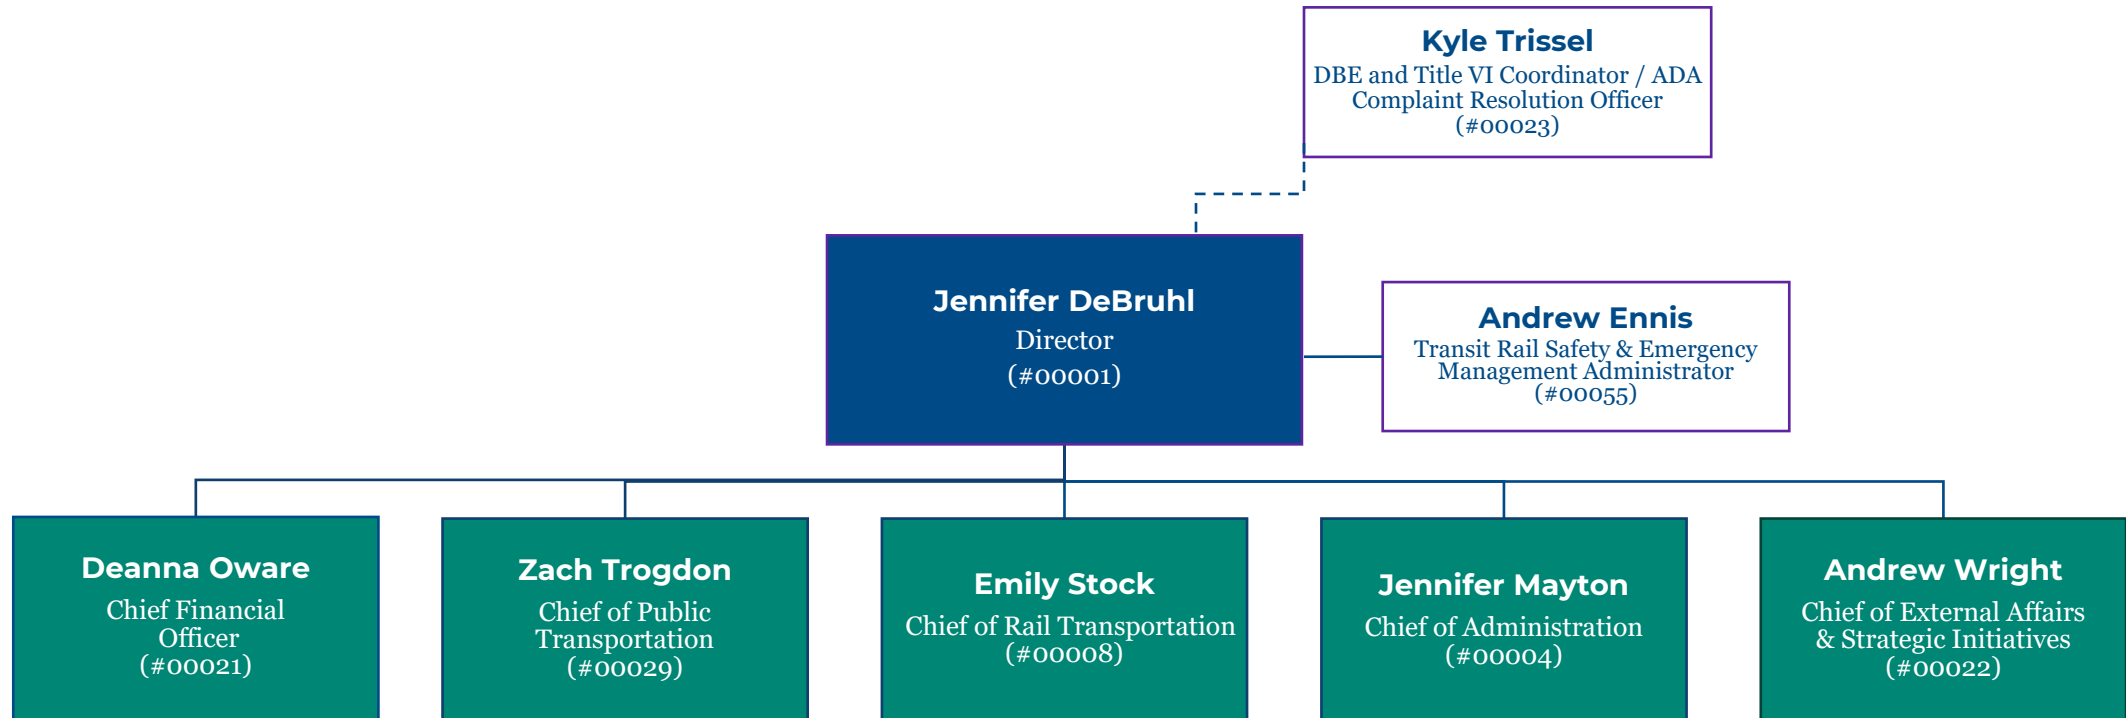 Kyle Trissel
DBE and Title VI Coordinator / ADA
Complaint Resolution Officer
(#00023)
Jennifer DeBruhl
Director
(#00001)
Andrew Ennis
Transit Rail Safety & Emergency
Management Administrator
(#00055)
Deanna Oware
Chief Financial
Officer
(#00021)
Zach Trogdon
Chief of Public
Transportation
(#00029)
Emily Stock
Chief of Rail Transportation
(#00008)
Jennifer Mayton
Chief of Administration
(#00004)
Andrew Wright
Chief of External Affairs
& Strategic Initiatives
(#00022)